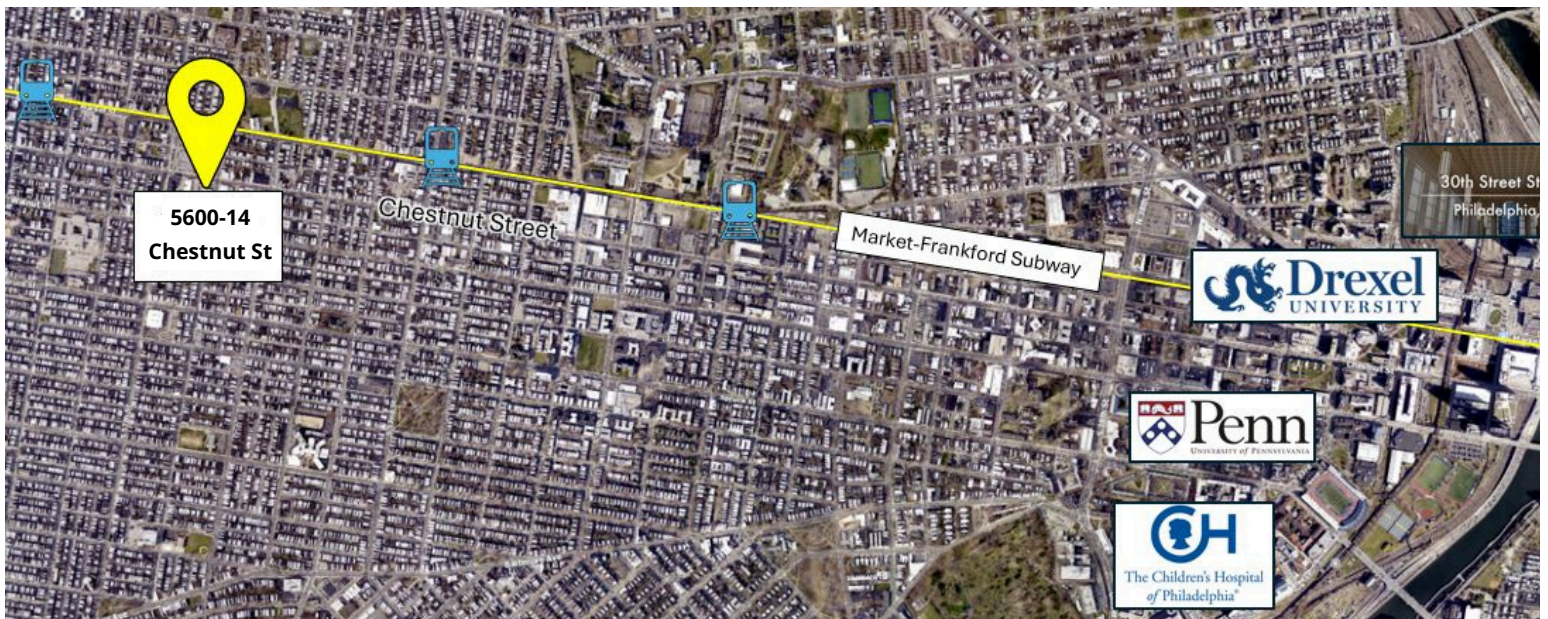 5600-14
Chestnut St
Chestnut Street
Market-Frankford Subway
30th Street St
Philadelphia,
Drexel
UNIVERSITY
Penn
UNIVERSITY of PENNSYLVANIA
CH
The Children's Hospital
of Philadelphia®